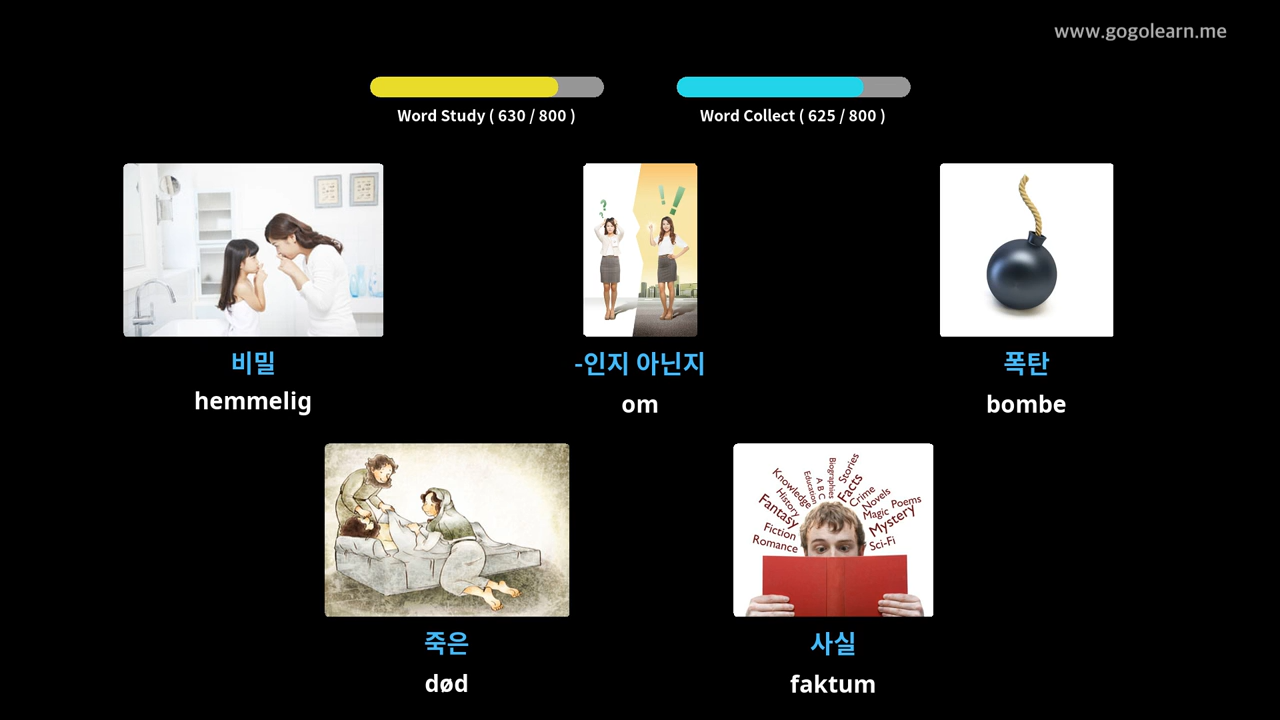 www.gogolearn.me
Word Study ( 630 / 800 )
Word Collect ( 625 / 800 )
비밀
hemmelig
-인지 아닌지
om
폭탄
bombe
죽은
død
Knowledge
History
Fantasy
Fiction
Romance
Education
A B C
Biographies
Stories
Facts
Crime
Novels
Magic
Poems
Mystery
Sci-Fi
사실
faktum